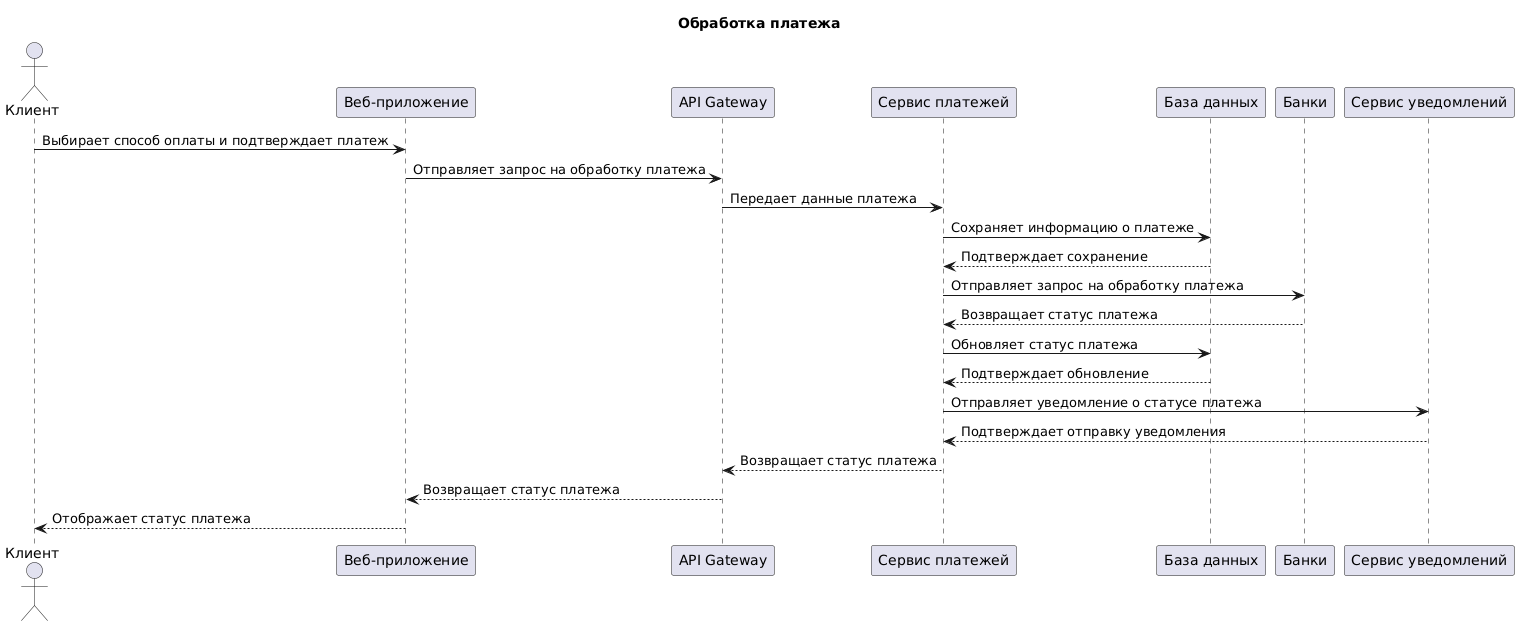 Обработка платежа
Клиент
Веб-приложение
API Gateway
Сервис платежей
База данных
Банки
Сервис уведомлений
Выбирает способ оплаты и подтверждает платеж
Отправляет запрос на обработку платежа
Передает данные платежа
Сохраняет информацию о платеже
Подтверждает сохранение
Отправляет запрос на обработку платежа
Возвращает статус платежа
Обновляет статус платежа
Подтверждает обновление
Отправляет уведомление о статусе платежа
Подтверждает отправку уведомления
Возвращает статус платежа
Возвращает статус платежа
Отображает статус платежа
Клиент
Веб-приложение
API Gateway
Сервис платежей
База данных
Банки
Сервис уведомлений